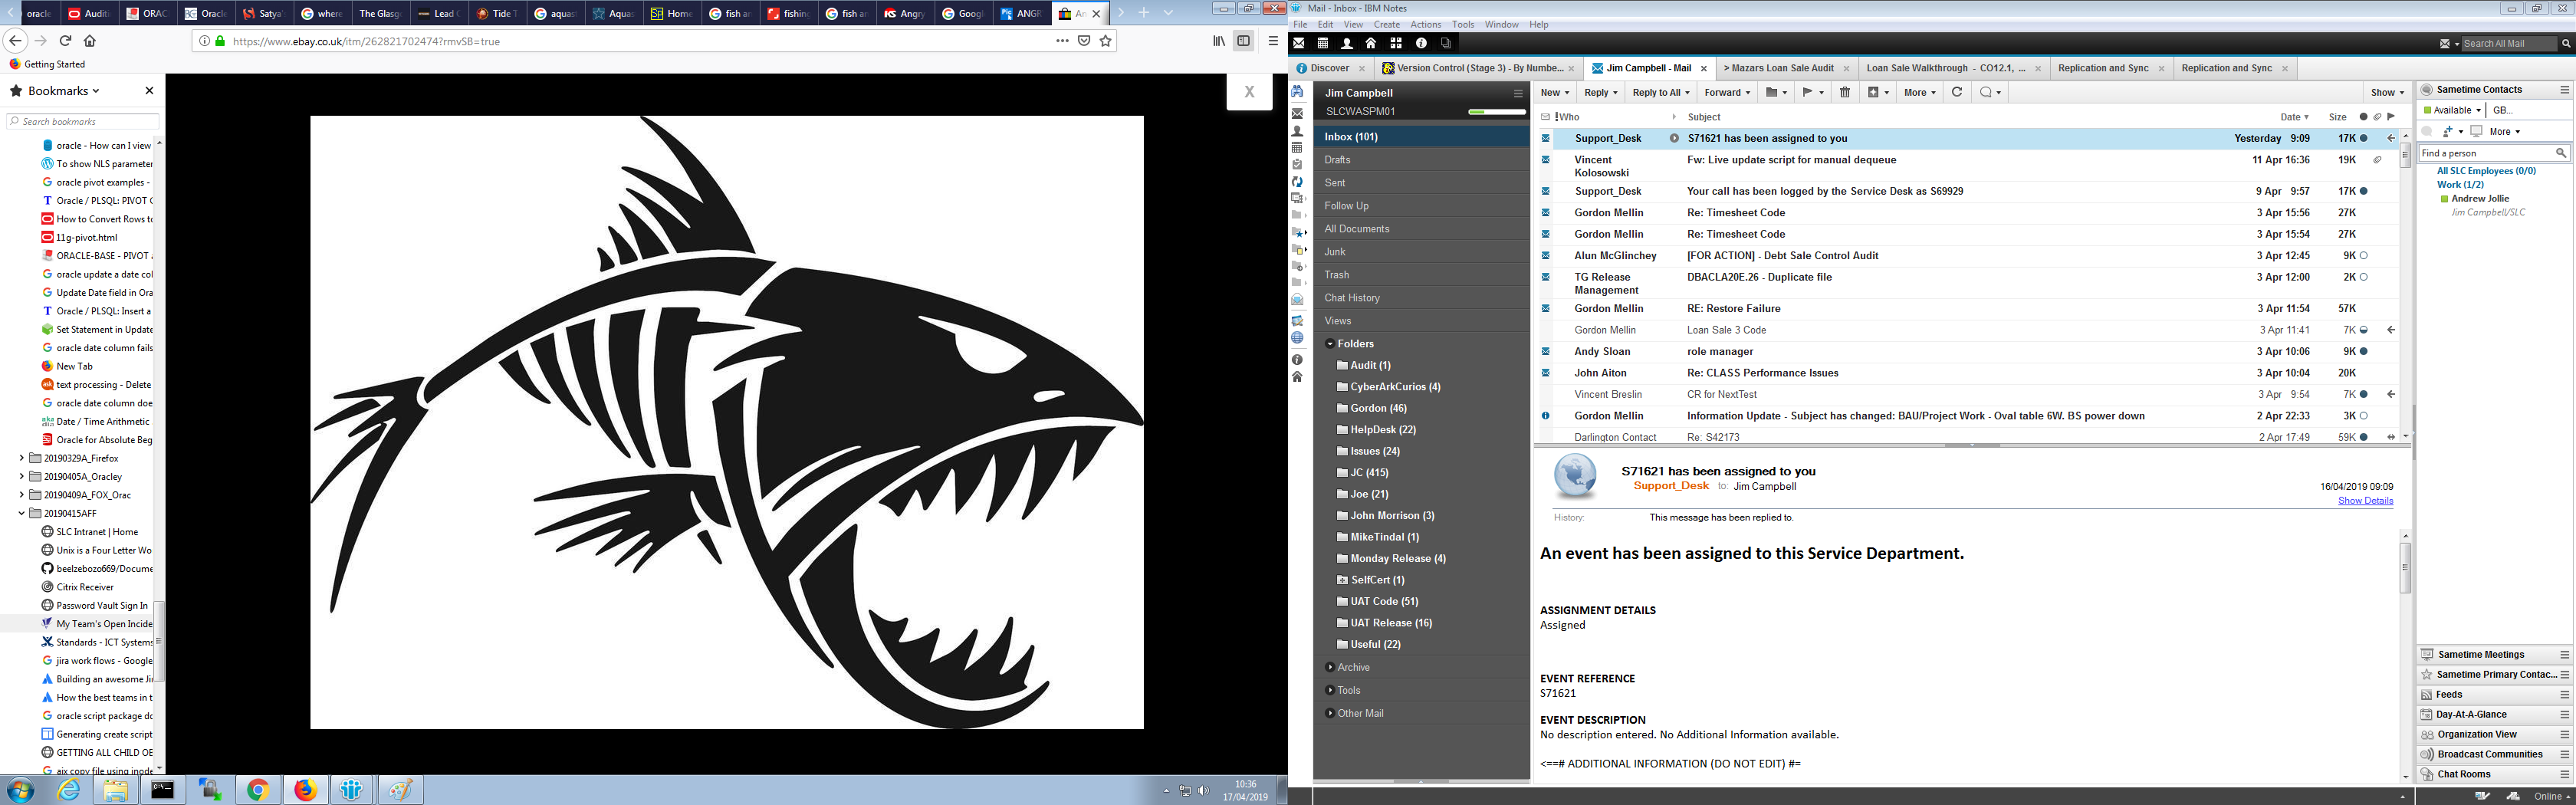 oracle
Auditi
ORAC
Oracle
Satya's
where
The Glasg
Lead C
Tide T
aquast
Aquas
Home
fish an
fishing
fish an
Angry
Googl
ANGR
An
https://www.ebay.co.uk/itm/262821702474?rmvSB=true
Getting Started
Bookmarks
Search bookmarks
oracle - How can I view
To show NLS parameter
oracle pivot examples -
Oracle / PLSQL: PIVOT C
How to Convert Rows to
11g-pivot.html
ORACLE-BASE - PIVOT a
oracle update a date col
Update Date field in Ora
Oracle / PLSQL: Insert a
Set Statement in Update
oracle date column fails
New Tab
text processing - Delete
oracle date column doe
Date / Time Arithmetic
Oracle for Absolute Beg
20190329A_Firefox
20190405A_Oracley
20190409A_FOX_Orac
20190415AFF
SLC Intranet | Home
Unix is a Four Letter Wo
beelzebozo669/Docume
Citrix Receiver
Password Vault Sign In
My Team's Open Incide
Standards - ICT Systems
jira work flows - Google
Building an awesome Ji
How the best teams in t
oracle script package dc
Generating create script
GETTING ALL CHILD OE
aix copy file using inode
X
10:36
17/04/2019
Mail - Inbox - IBM Notes
File Edit View Create Actions Tools Window Help
Search All Mail
Discover
Version Control (Stage 3) - By Numbe...
Jim Campbell - Mail
> Mazars Loan Sale Audit
Loan Sale Walkthrough - CO12.1, ...
Replication and Sync
Replication and Sync
Jim Campbell
SLCWASPM01
Inbox (101)
Drafts
Sent
Follow Up
All Documents
Junk
Trash
Chat History
Views
Folders
Audit (1)
CyberArkCurios (4)
Gordon (46)
HelpDesk (22)
Issues (24)
JC (415)
Joe (21)
John Morrison (3)
MikeTindal (1)
Monday Release (4)
SelfCert (1)
UAT Code (51)
UAT Release (16)
Useful (22)
Archive
Tools
Other Mail
New Reply Reply to All Forward More Show
!Who Subject Date Size
Support_Desk S71621 has been assigned to you Yesterday 9:09 17K
Vincent Kolosowski Fw: Live update script for manual dequeue 11 Apr 16:36 19K
Support_Desk Your call has been logged by the Service Desk as S69929 9 Apr 9:57 17K
Gordon Mellin Re: Timesheet Code 3 Apr 15:56 27K
Gordon Mellin Re: Timesheet Code 3 Apr 15:54 27K
Alun McGlinchey [FOR ACTION] - Debt Sale Control Audit 3 Apr 12:45 9K
TG Release Management DBACLA20E.26 - Duplicate file 3 Apr 12:00 2K
Gordon Mellin RE: Restore Failure 3 Apr 11:54 57K
Gordon Mellin Loan Sale 3 Code 3 Apr 11:41 7K
Andy Sloan role manager 3 Apr 10:06 9K
John Aiton Re: CLASS Performance Issues 3 Apr 10:04 20K
Vincent Breslin CR for NextTest 3 Apr 9:54 7K
Gordon Mellin Information Update - Subject has changed: BAU/Project Work - Oval table 6W. BS power down 2 Apr 22:33 3K
Darlington Contact Re: S42173 2 Apr 17:49 59K
S71621 has been assigned to you
Support_Desk to: Jim Campbell
16/04/2019 09:09
Show Details
History: This message has been replied to.
An event has been assigned to this Service Department.
ASSIGNMENT DETAILS
Assigned
EVENT REFERENCE
S71621
EVENT DESCRIPTION
No description entered. No Additional Information available.
<==# ADDITIONAL INFORMATION (DO NOT EDIT) #=
Sametime Contacts
Available GB...
More
Find a person
All SLC Employees (0/0)
Work (1/2)
Andrew Jollie
Jim Campbell/SLC
Sametime Meetings
Sametime Primary Contac...
Feeds
Day-At-A-Glance
Organization View
Broadcast Communities
Chat Rooms
Online